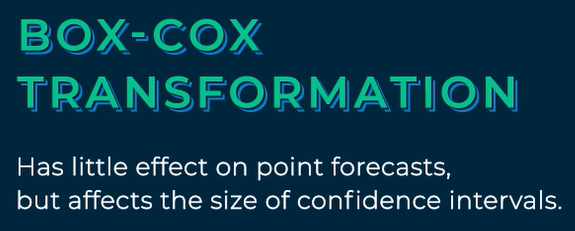 BOX-COX
TRANSFORMATION
Has little effect on point forecasts,
but affects the size of confidence intervals.